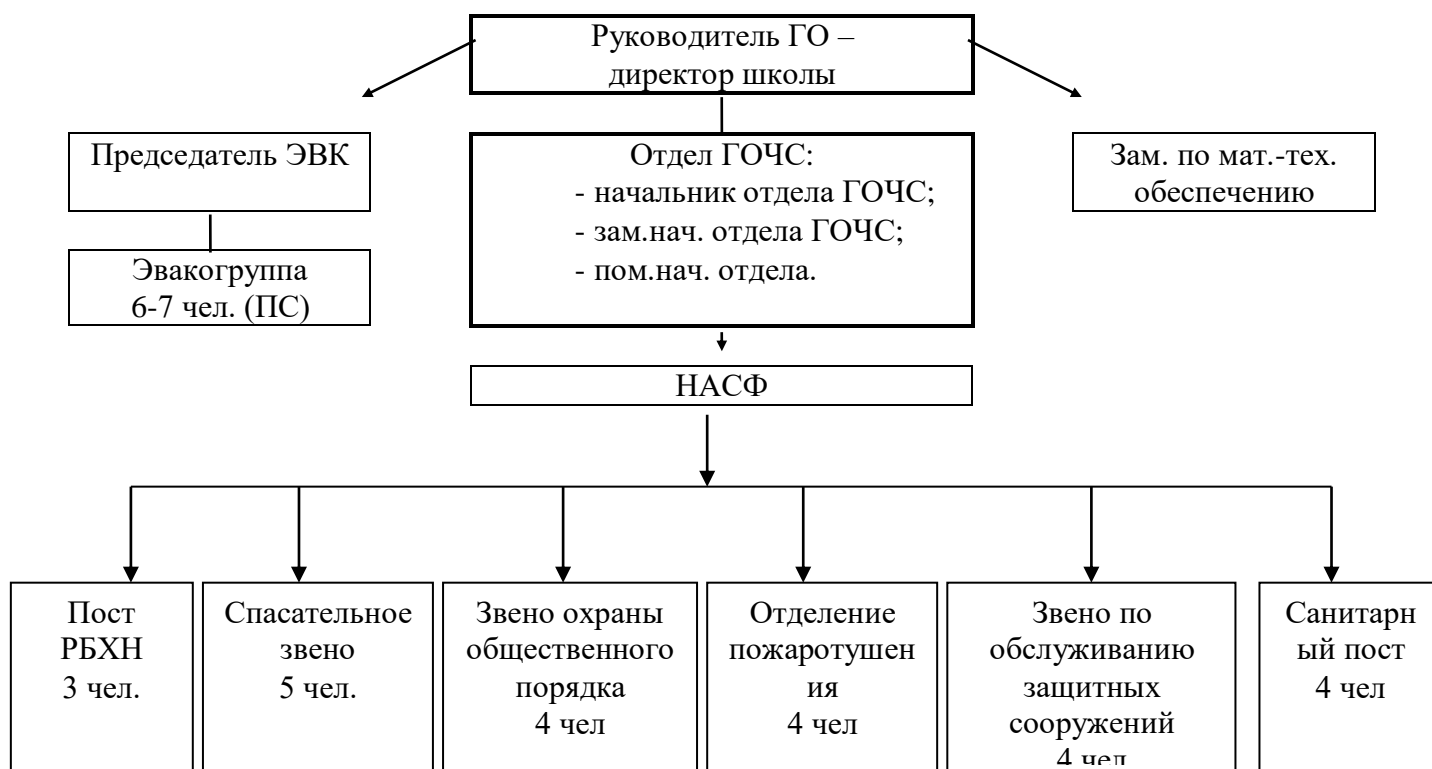 Руководитель ГО –
директор школы
Председатель ЭВК
Отдел ГОЧС:
- начальник отдела ГОЧС;
- зам.нач. отдела ГОЧС;
- пом.нач. отдела.
Зам. по мат.-тех.
обеспечению
Эвакогруппа
6-7 чел. (ПС)
НАСФ
Пост
РБХН
3 чел.
Спасательное
звено
5 чел.
Звено охраны
общественного
порядка
4 чел
Отделение
пожаротушен
ия
4 чел
Звено по
обслуживанию
защитных
сооружений
4 чел
Санитарн
ый пост
4 чел